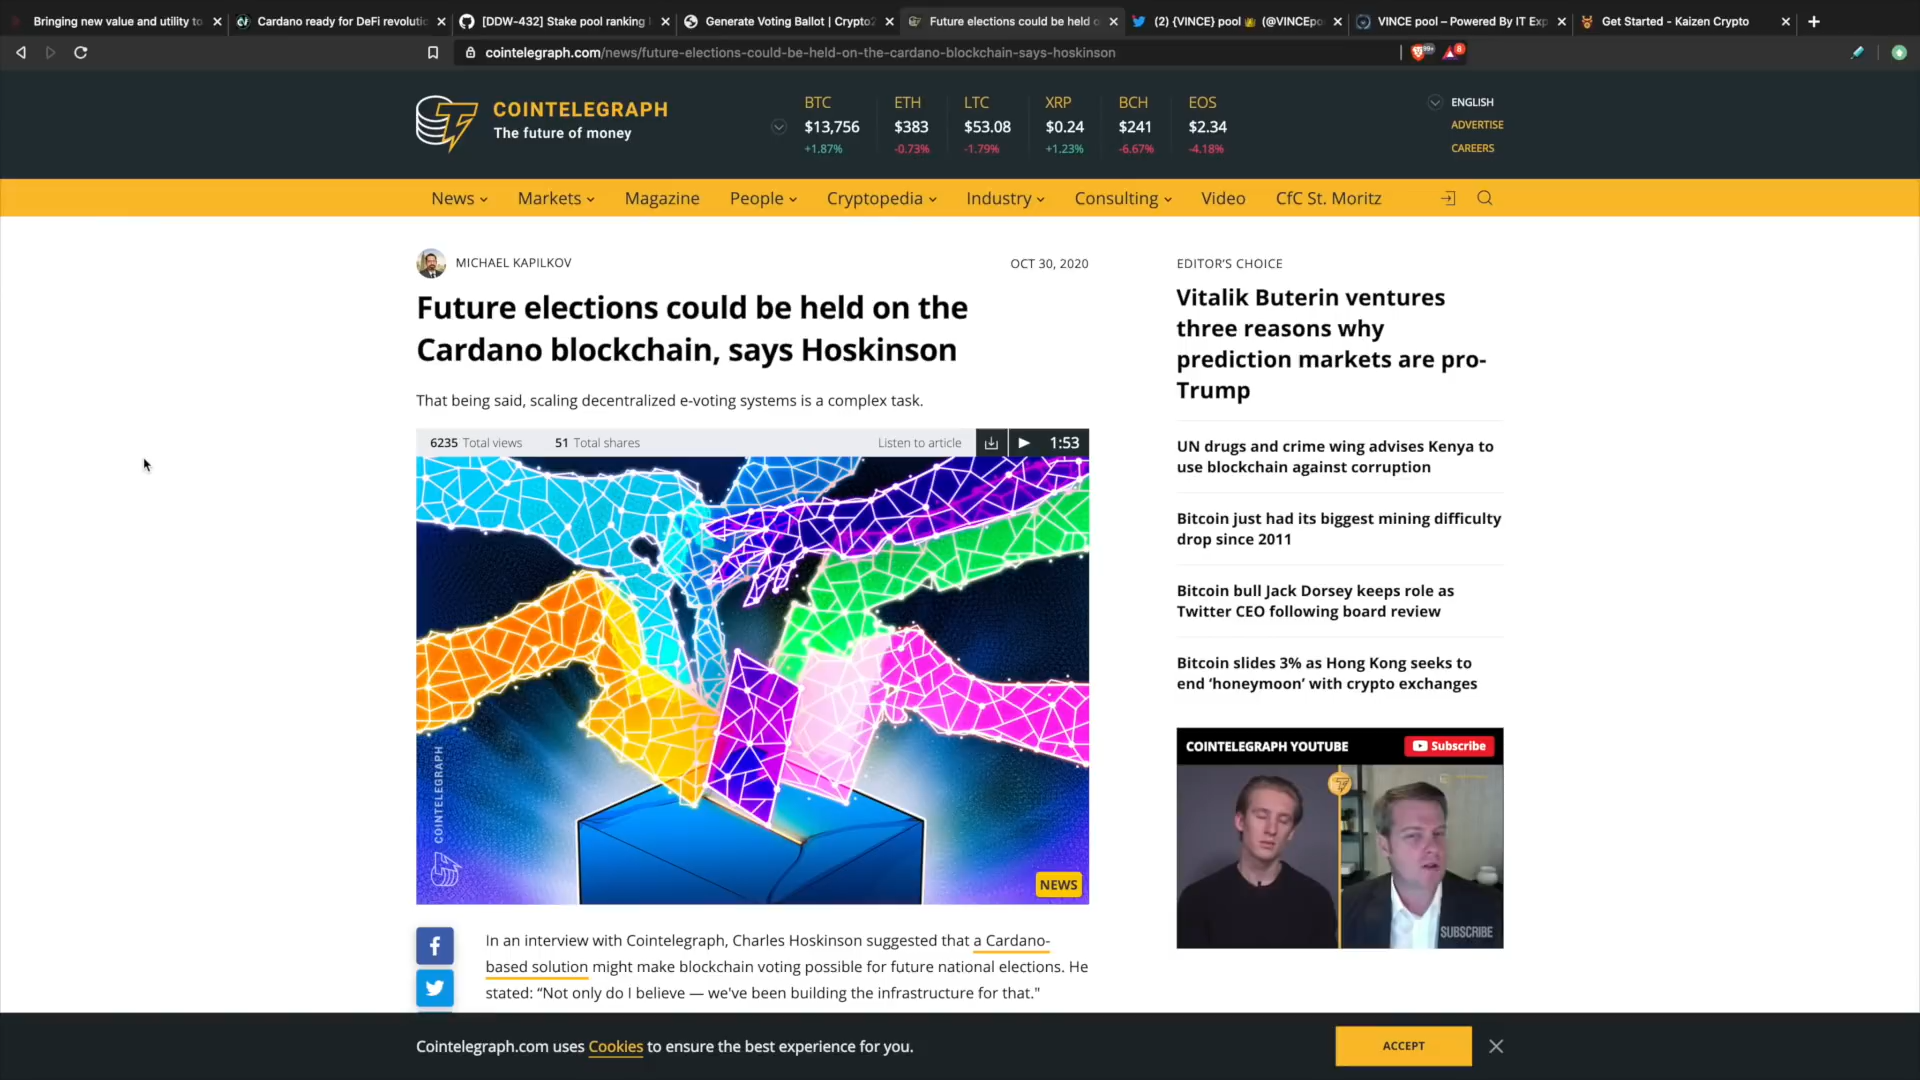 Bringing new value and utility to
Cardano ready for DeFi revolutic
[DDW-432] Stake pool ranking
Generate Voting Ballot | Crypto2
Future elections could be held o
(2) {VINCE} pool (@VINCEpo
VINCE pool – Powered By IT Exp
Get Started - Kaizen Crypto
cointelegraph.com/news/future-elections-could-be-held-on-the-cardano-blockchain-says-hoskinson
99+
8
COINTELEGRAPH
The future of money
BTC ETH LTC XRP BCH EOS
$13,756 $383 $53.08 $0.24 $241 $2.34
+1.87% -0.73% -1.79% +1.23% -6.67% -4.18%
ENGLISH
ADVERTISE
CAREERS
News Markets Magazine People Cryptopedia Industry Consulting Video CfC St. Moritz
MICHAEL KAPILKOV
OCT 30, 2020
Future elections could be held on the
Cardano blockchain, says Hoskinson
That being said, scaling decentralized e-voting systems is a complex task.
6235 Total views 51 Total shares
Listen to article 1:53
COINTELEGRAPH
NEWS
In an interview with Cointelegraph, Charles Hoskinson suggested that a Cardano-
based solution might make blockchain voting possible for future national elections. He
stated: “Not only do I believe — we've been building the infrastructure for that."
EDITOR’S CHOICE
Vitalik Buterin ventures
three reasons why
prediction markets are pro-
Trump
UN drugs and crime wing advises Kenya to
use blockchain against corruption
Bitcoin just had its biggest mining difficulty
drop since 2011
Bitcoin bull Jack Dorsey keeps role as
Twitter CEO following board review
Bitcoin slides 3% as Hong Kong seeks to
end ‘honeymoon’ with crypto exchanges
COINTELEGRAPH YOUTUBE
Subscribe
SUBSCRIBE
Cointelegraph.com uses Cookies to ensure the best experience for you.
ACCEPT